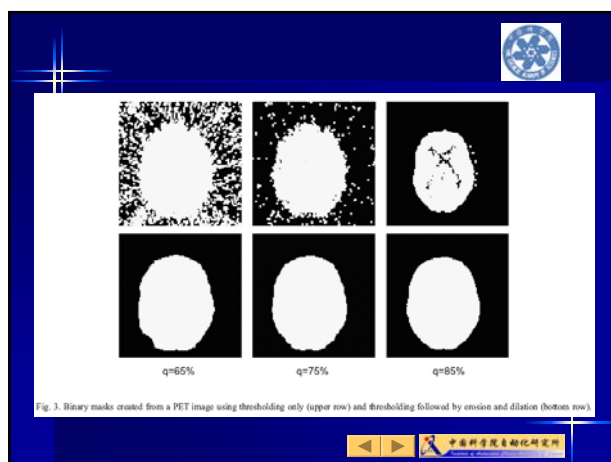 q=65%
q=75%
q=85%
Fig. 3. Binary masks created from a PET image using thresholding only (upper row) and thresholding followed by erosion and dilation (bottom row).
中国科学院自动化研究所